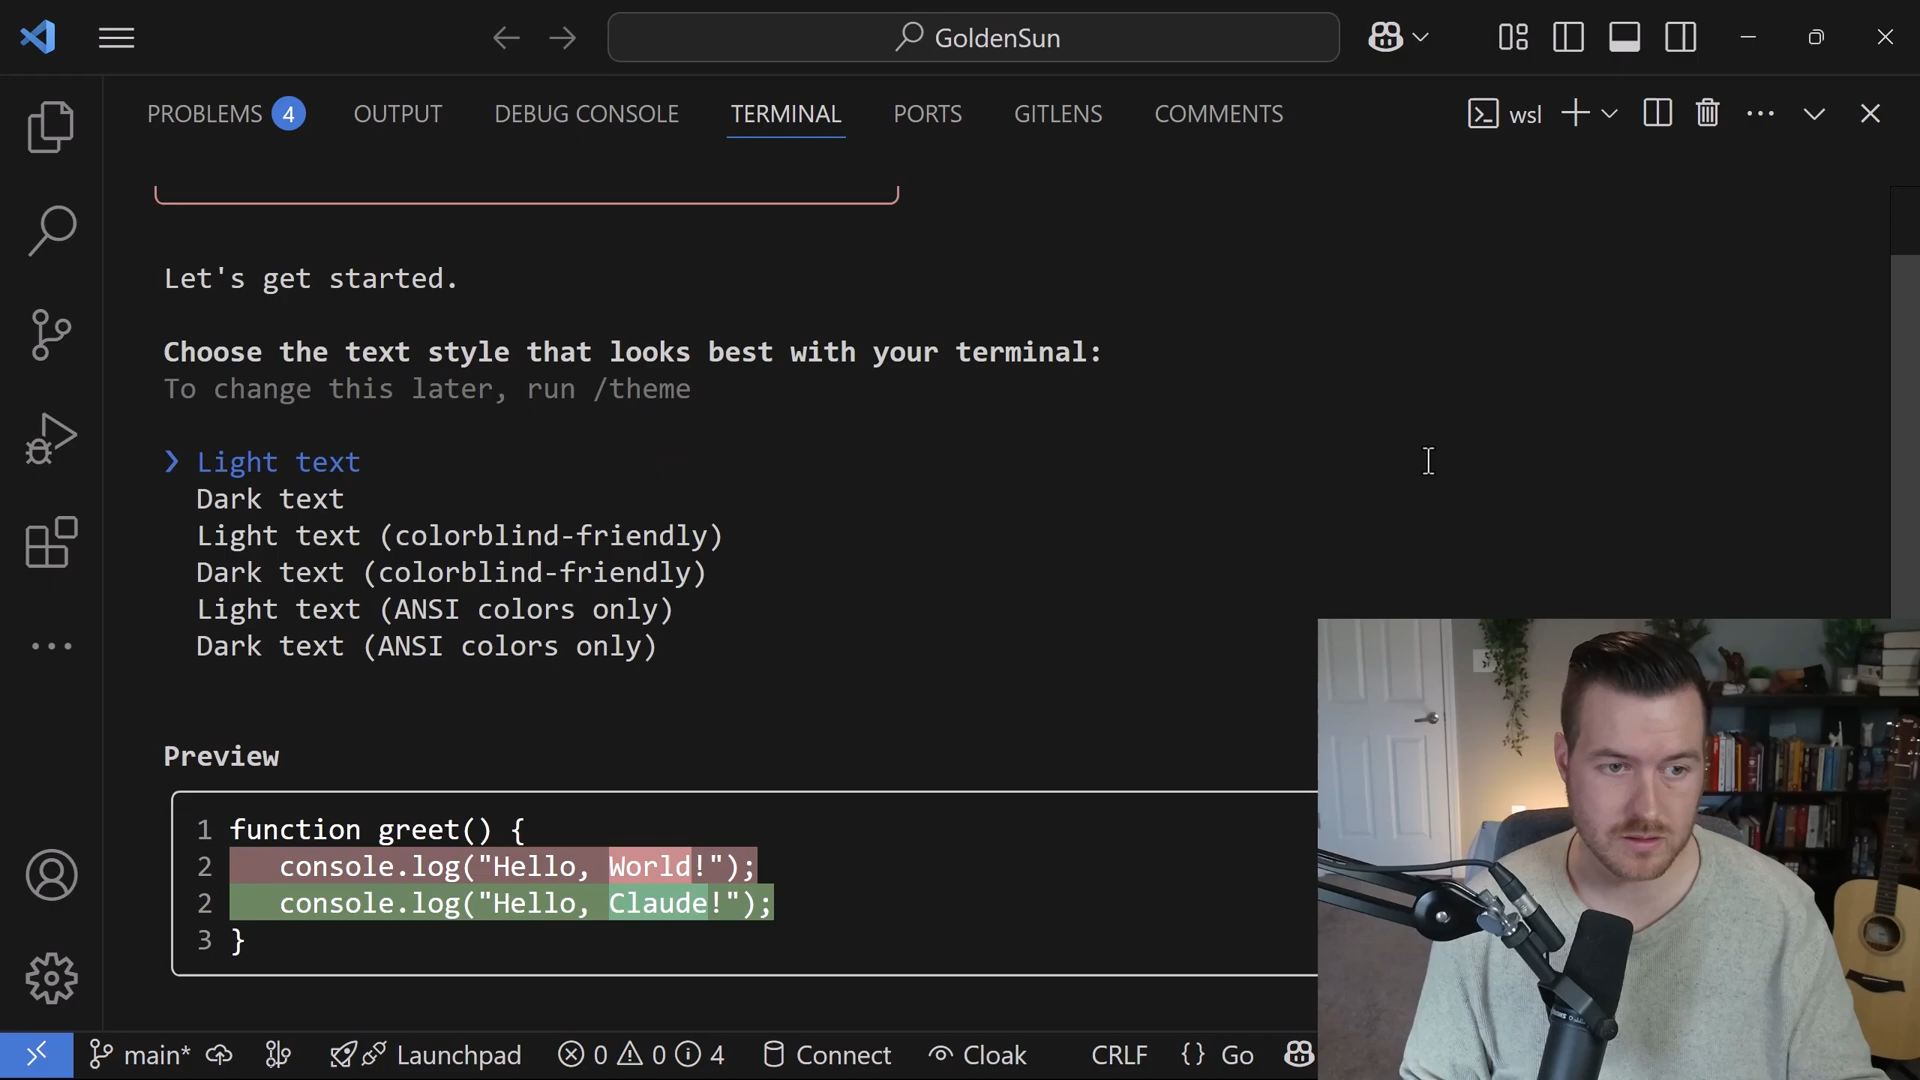 GoldenSun
PROBLEMS 4 OUTPUT DEBUG CONSOLE TERMINAL PORTS GITLENS COMMENTS wsl
Let's get started.
Choose the text style that looks best with your terminal:
To change this later, run /theme
❯ Light text
Dark text
Light text (colorblind-friendly)
Dark text (colorblind-friendly)
Light text (ANSI colors only)
Dark text (ANSI colors only)
Preview
1 function greet() {
2 console.log("Hello, World!");
2 console.log("Hello, Claude!");
3 }
main* Launchpad 0 0 4 Connect Cloak CRLF {} Go